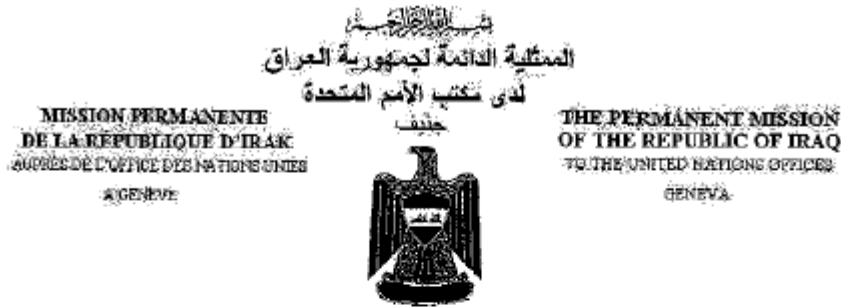 بسم الله الرحمن الرحيم
الممثلية الدائمة لجمهورية العراق
لدى مكتب الأمم المتحدة
جنيف
MISSION PERMANENTE
DE LA REPUBLIQUE D'IRAK
AUPRES DE L'OFFICE DES NATIONS UNIES
A GENEVE
THE PERMANENT MISSION
OF THE REPUBLIC OF IRAQ
TO THE UNITED NATIONS OFFICES
GENEVA